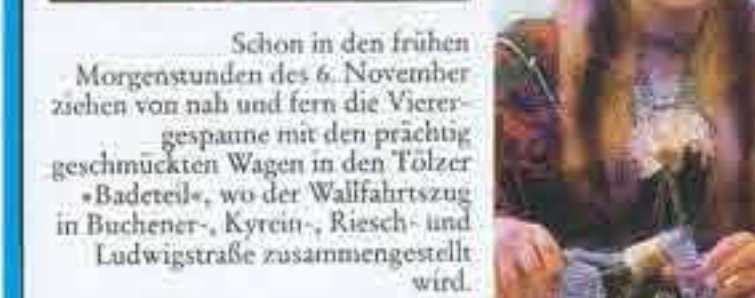 Schon in den frühen
Morgenstunden des 6. November
ziehen von nah und fern die Vierer-
gespanne mit den prächtig
geschmückten Wagen in den Tölzer
»Badeteil«, wo der Wallfahrtszug
in Buchener-, Kyrein-, Riesch- und
Ludwigstraße zusammengestellt
wird.